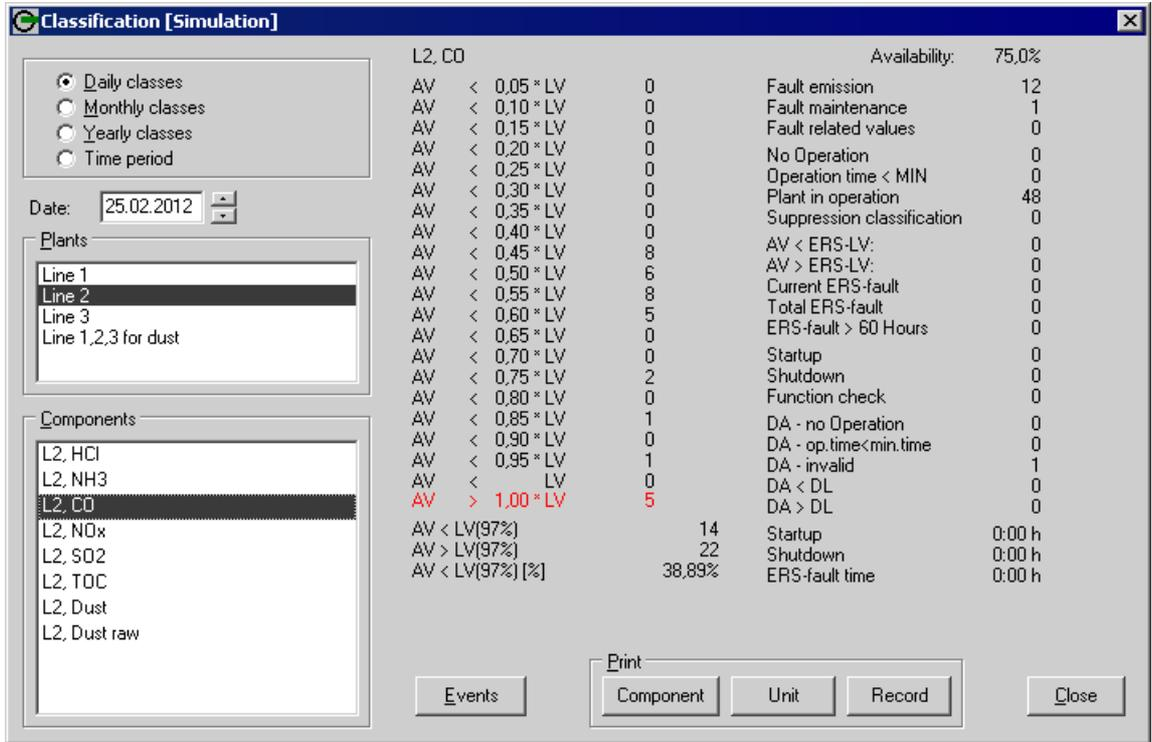 Classification [Simulation]
Daily classes
Monthly classes
Yearly classes
Time period
Date: 25.02.2012
Plants
Line 1
Line 2
Line 3
Line 1,2,3 for dust
Components
L2, HCl
L2, NH3
L2, CO
L2, NOx
L2, SO2
L2, TOC
L2, Dust
L2, Dust raw
L2, CO
AV < 0,05 * LV 0
AV < 0,10 * LV 0
AV < 0,15 * LV 0
AV < 0,20 * LV 0
AV < 0,25 * LV 0
AV < 0,30 * LV 0
AV < 0,35 * LV 0
AV < 0,40 * LV 0
AV < 0,45 * LV 8
AV < 0,50 * LV 6
AV < 0,55 * LV 8
AV < 0,60 * LV 5
AV < 0,65 * LV 0
AV < 0,70 * LV 0
AV < 0,75 * LV 2
AV < 0,80 * LV 0
AV < 0,85 * LV 1
AV < 0,90 * LV 0
AV < 0,95 * LV 1
AV < LV 0
AV > 1,00 * LV 5
AV < LV(97%) 14
AV > LV(97%) 22
AV < LV(97%) [%] 38,89%
Availability: 75,0%
Fault emission 12
Fault maintenance 1
Fault related values 0
No Operation 0
Operation time < MIN 0
Plant in operation 48
Suppression classification 0
AV < ERS-LV: 0
AV > ERS-LV: 0
Current ERS-fault 0
Total ERS-fault 0
ERS-fault > 60 Hours 0
Startup 0
Shutdown 0
Function check 0
DA - no Operation 0
DA - op.time<min.time 0
DA - invalid 1
DA < DL 0
DA > DL 0
Startup 0:00 h
Shutdown 0:00 h
ERS-fault time 0:00 h
Events
Print
Component
Unit
Record
Close